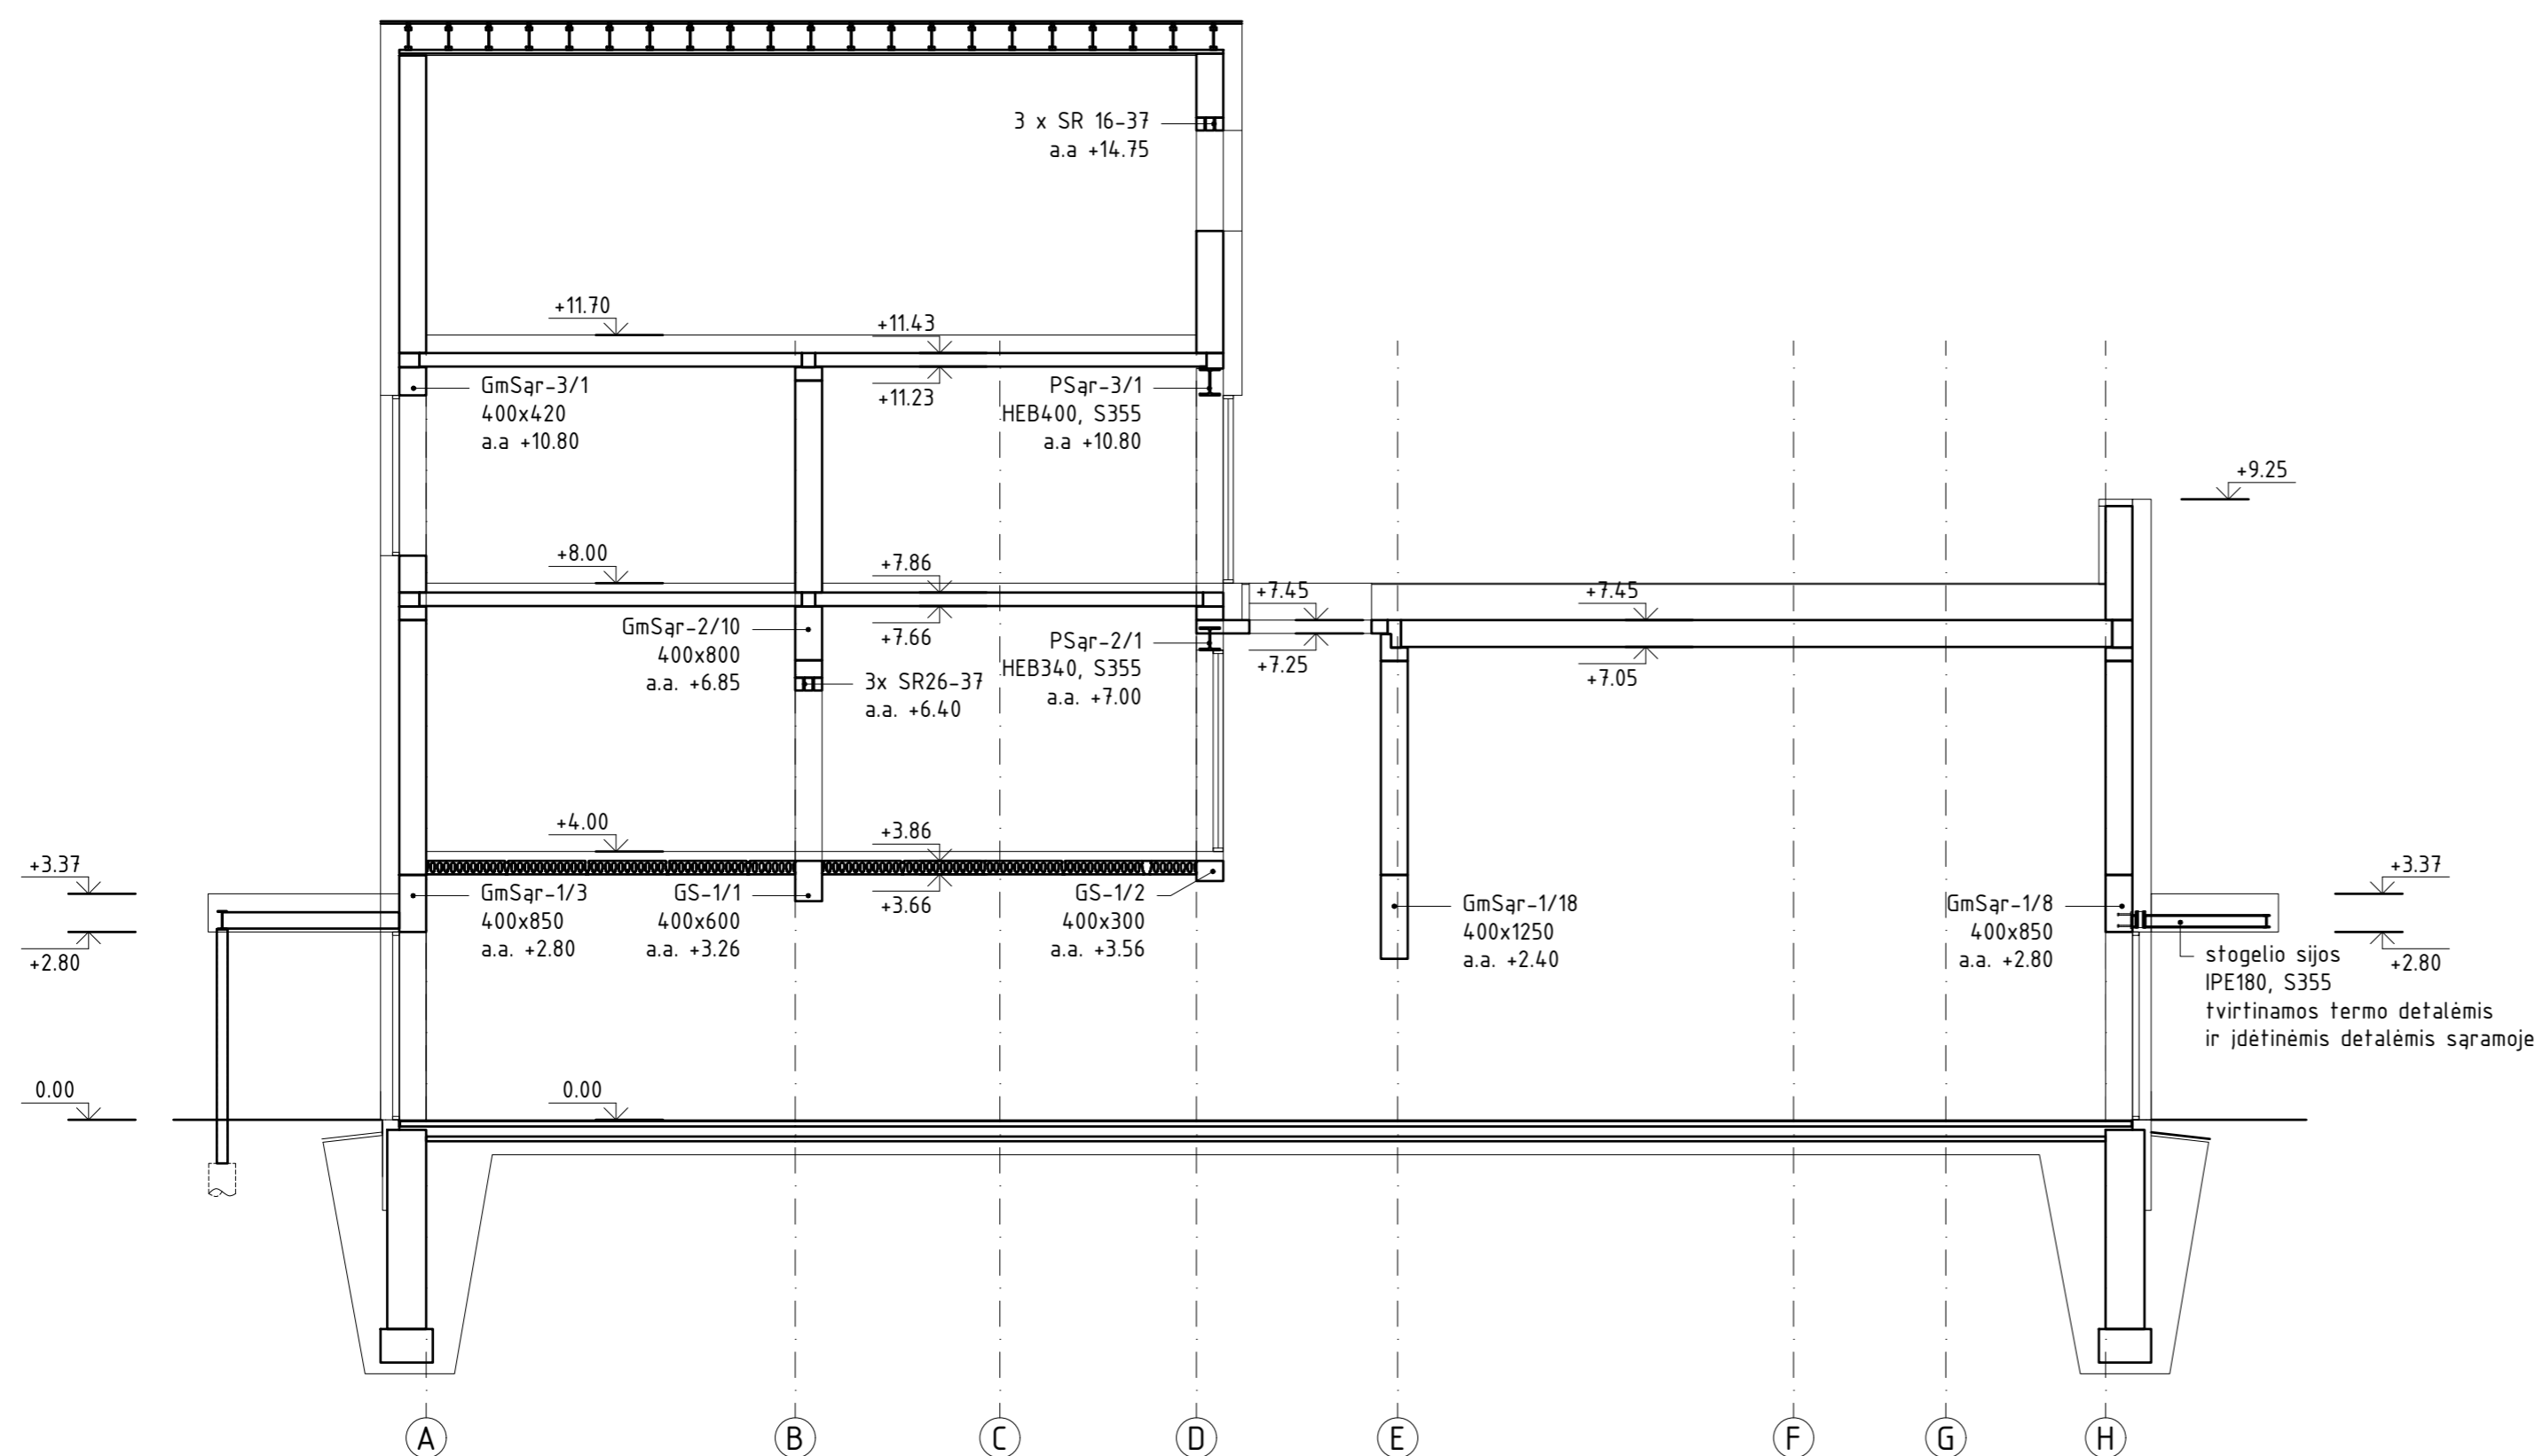 3 x SR 16-37
a.a +14.75
+11.70
+11.43
+11.23
GmSąr-3/1
400x420
a.a +10.80
PSąr-3/1
HEB400, S355
a.a +10.80
+9.25
+8.00
+7.86
+7.66
+7.45
+7.25
+7.45
+7.05
GmSąr-2/10
400x800
a.a. +6.85
3x SR26-37
a.a. +6.40
PSąr-2/1
HEB340, S355
a.a. +7.00
+4.00
+3.86
+3.66
+3.37
+2.80
GmSąr-1/3
400x850
a.a. +2.80
GS-1/1
400x600
a.a. +3.26
GS-1/2
400x300
a.a. +3.56
GmSąr-1/18
400x1250
a.a. +2.40
GmSąr-1/8
400x850
a.a. +2.80
+3.37
+2.80
stogelio sijos
IPE180, S355
tvirtinamos termo detalėmis
ir įdėtinėmis detalėmis sąramoje
0.00
0.00
A
B
C
D
E
F
G
H